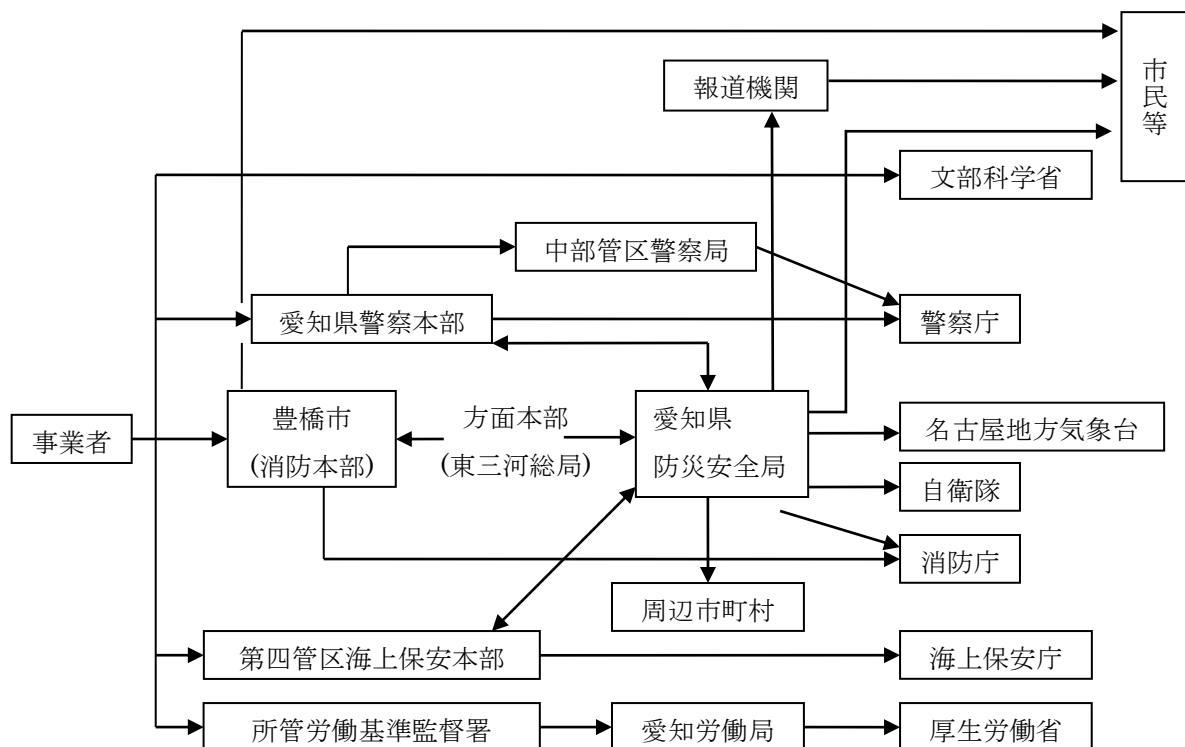 市民等
報道機関
文部科学省
中部管区警察局
愛知県警察本部
警察庁
事業者
豊橋市
(消防本部)
方面本部
(東三河総局)
愛知県
防災安全局
名古屋地方気象台
自衛隊
消防庁
周辺市町村
第四管区海上保安本部
海上保安庁
所管労働基準監督署
愛知労働局
厚生労働省